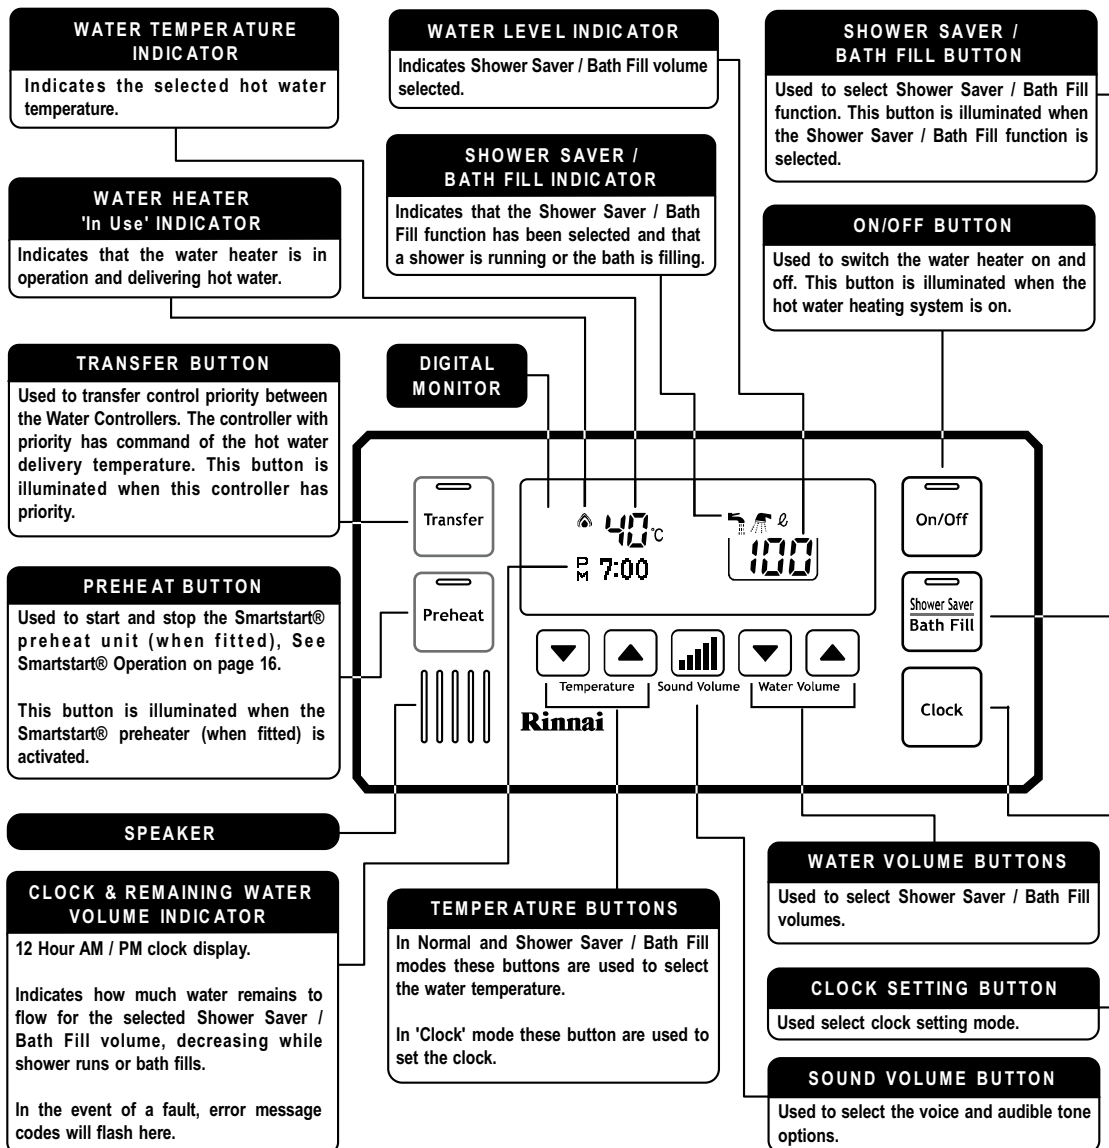 WATER TEMPERATURE
INDICATOR
Indicates the selected hot water
temperature.
WATER HEATER
'In Use' INDICATOR
Indicates that the water heater is in
operation and delivering hot water.
TRANSFER BUTTON
Used to transfer control priority between
the Water Controllers. The controller with
priority has command of the hot water
delivery temperature. This button is
illuminated when this controller has
priority.
PREHEAT BUTTON
Used to start and stop the Smartstart®
preheat unit (when fitted), See
Smartstart® Operation on page 16.
This button is illuminated when the
Smartstart® preheater (when fitted) is
activated.
SPEAKER
CLOCK & REMAINING WATER
VOLUME INDICATOR
12 Hour AM / PM clock display.
Indicates how much water remains to
flow for the selected Shower Saver /
Bath Fill volume, decreasing while
shower runs or bath fills.
In the event of a fault, error message
codes will flash here.
WATER LEVEL INDICATOR
Indicates Shower Saver / Bath Fill volume
selected.
SHOWER SAVER /
BATH FILL INDICATOR
Indicates that the Shower Saver / Bath
Fill function has been selected and that
a shower is running or the bath is filling.
DIGITAL
MONITOR
SHOWER SAVER /
BATH FILL BUTTON
Used to select Shower Saver / Bath Fill
function. This button is illuminated when
the Shower Saver / Bath Fill function is
selected.
ON/OFF BUTTON
Used to switch the water heater on and
off. This button is illuminated when the
hot water heating system is on.
Transfer
Preheat
40°C
PM 7:00
ℓ
100
On/Off
Shower Saver
Bath Fill
Clock
Temperature Sound Volume Water Volume
Rinnai
TEMPERATURE BUTTONS
In Normal and Shower Saver / Bath Fill
modes these buttons are used to select
the water temperature.
In 'Clock' mode these button are used to
set the clock.
WATER VOLUME BUTTONS
Used to select Shower Saver / Bath Fill
volumes.
CLOCK SETTING BUTTON
Used select clock setting mode.
SOUND VOLUME BUTTON
Used to select the voice and audible tone
options.